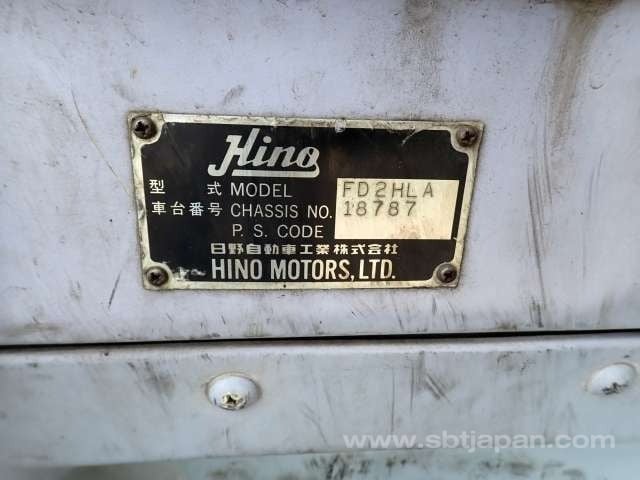 Hino
型 式 MODEL FD2HLA
車台番号 CHASSIS NO. 18787
P. S. CODE
日野自動車工業株式会社
HINO MOTORS, LTD.
www.sbtjapan.com